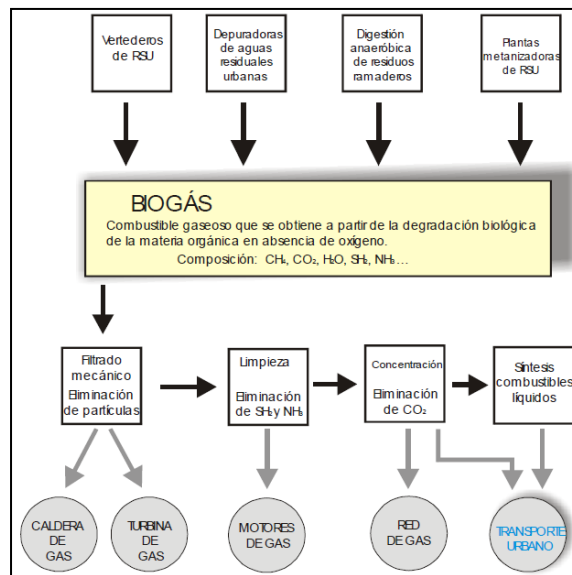 Vertederos
de RSU
Depuradoras
de aguas
residuales
urbanas
Digestión
anaeróbica
de residuos
ramaderos
Plantas
metanizadoras
de RSU
BIOGÁS
Combustible gaseoso que se obtiene a partir de la degradación biológica
de la materia orgánica en absencia de oxígeno.
Composición: CH₄, CO₂, H₂O, SH₂, NH₃...
Filtrado
mecánico
Eliminación
de partículas
Limpieza
Eliminación
de SH₂ y NH₃
Concentración
Eliminación
de CO₂
Síntesis
combustibles
líquidos
CALDERA
DE
GAS
TURBINA
DE
GAS
MOTORES
DE GAS
RED
DE GAS
TRANSPORTE
URBANO